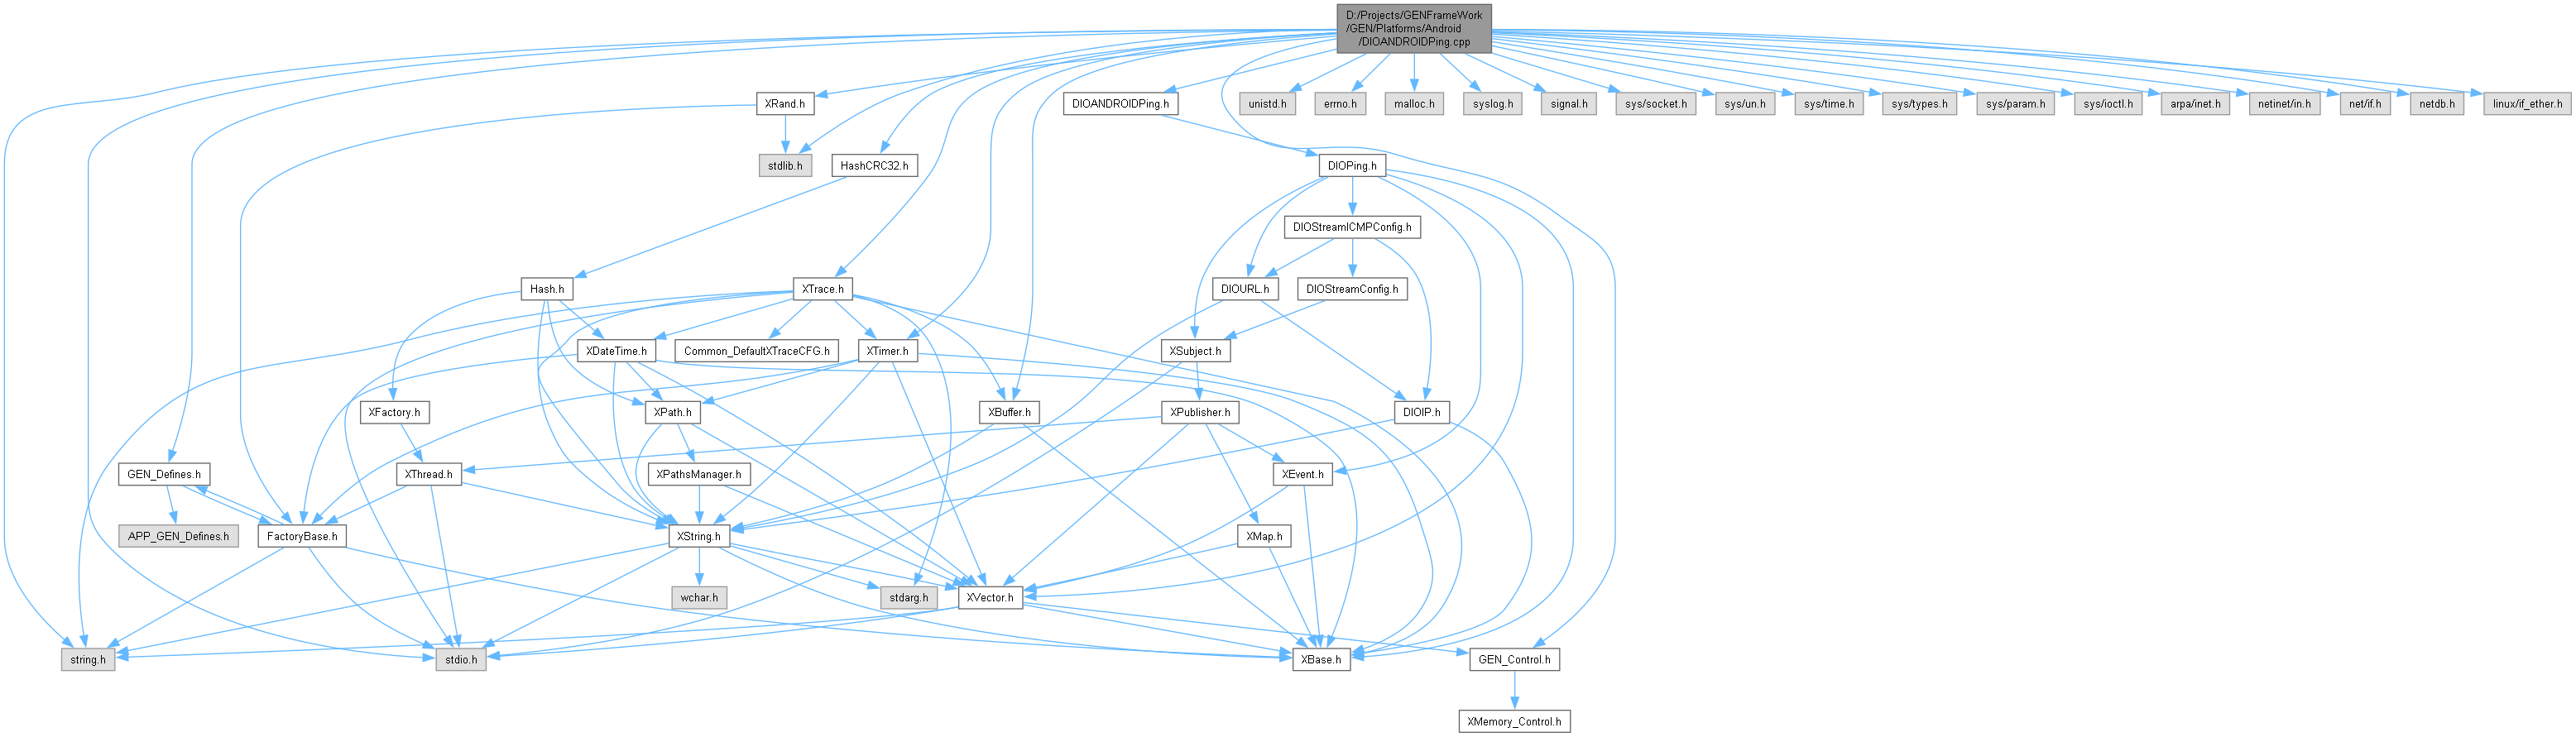 D:/Projects/GENFrameWork
/GEN/Platforms/Android
/DIOANDROIDPing.cpp
XRand.h
DIOANDROIDPing.h
unistd.h
errno.h
malloc.h
syslog.h
signal.h
sys/socket.h
sys/un.h
sys/time.h
sys/types.h
sys/param.h
sys/ioctl.h
arpa/inet.h
netinet/in.h
net/if.h
netdb.h
linux/if_ether.h
stdlib.h
HashCRC32.h
DIOPing.h
DIOStreamICMPConfig.h
Hash.h
XTrace.h
DIOURL.h
DIOStreamConfig.h
XDateTime.h
Common_DefaultXTraceCFG.h
XTimer.h
XSubject.h
XFactory.h
XPath.h
XBuffer.h
XPublisher.h
DIOIP.h
GEN_Defines.h
XThread.h
XPathsManager.h
XEvent.h
APP_GEN_Defines.h
FactoryBase.h
XString.h
XMap.h
wchar.h
stdarg.h
XVector.h
string.h
stdio.h
XBase.h
GEN_Control.h
XMemory_Control.h